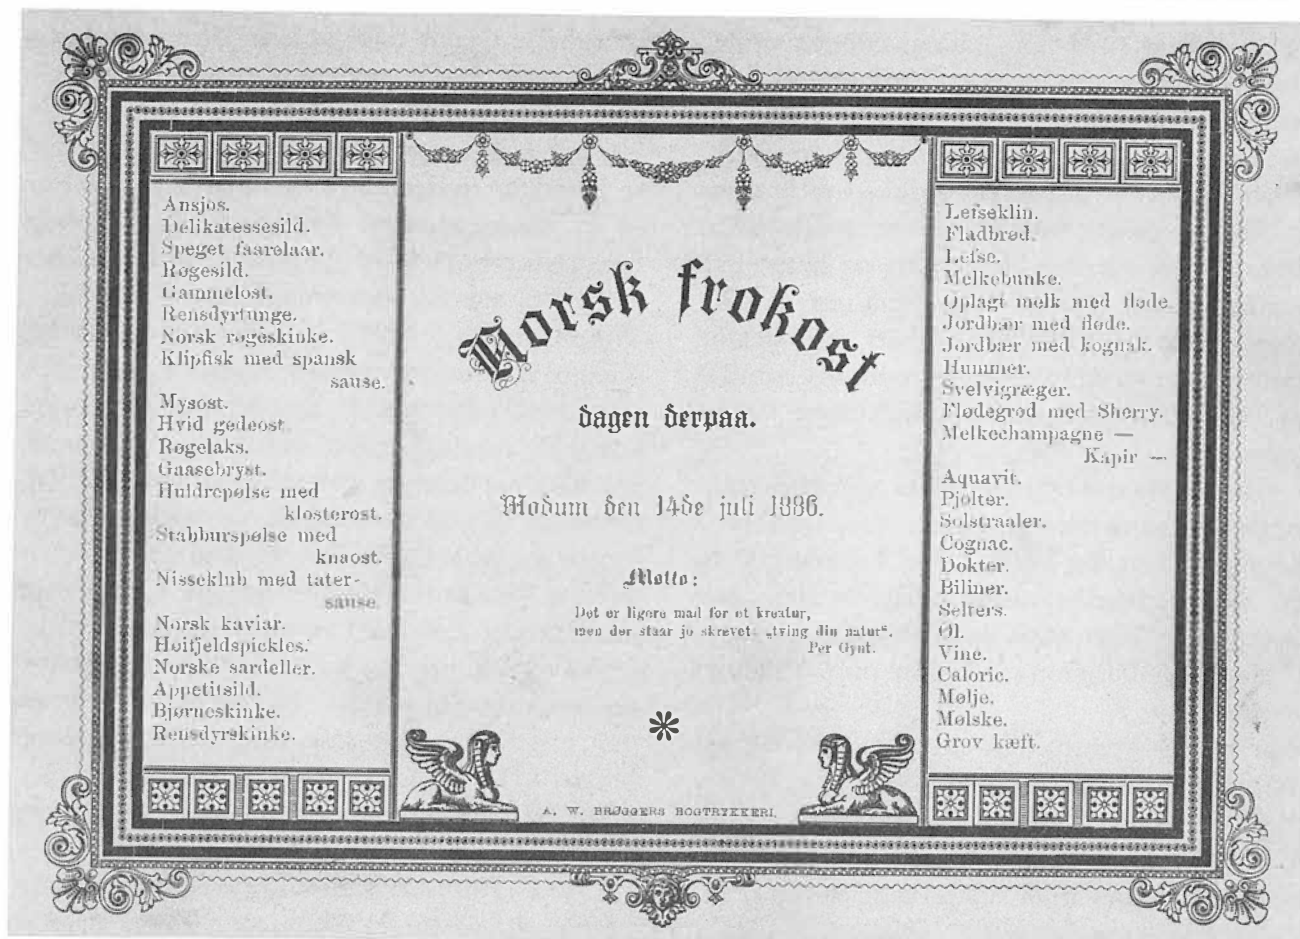 Ansjos.
Delikatessesild.
Speget faarelaar.
Røgesild.
Gammelost.
Rensdyrtunge.
Norsk røgeskinke.
Klipfisk med spansk
sause.
Mysost.
Hvid gedeost.
Røgelaks.
Gaasebryst.
Huldrepølse med
klosterost.
Stabburspølse med
knaost.
Nisseklub med tater-
sause.
Norsk kaviar.
Høifjeldspickles.
Norske sardeller.
Appetitsild.
Bjørneskinke.
Rensdyrskinke.
Norsk frokost
dagen derpaa.
Modum den 14de juli 1886.
Motto:
Det er ligere mad for et kreatur,
men der staar jo skrevet: „tving din natur“.
Per Gynt.
A. W. BRØGGERS BOGTRYKKERI.
Lefseklin.
Fladbrød.
Lefse.
Melkebunke.
Oplagt melk med fløde.
Jordbær med fløde.
Jordbær med kognak.
Hummer.
Svelvigræger.
Flødegrød med Sherry.
Melkechampagne —
Kapir —
Aquavit.
Pjolter.
Solstraaler.
Cognac.
Dokter.
Biliner.
Selters.
Øl.
Vine.
Caloric.
Mølje.
Mølske.
Grov kæft.